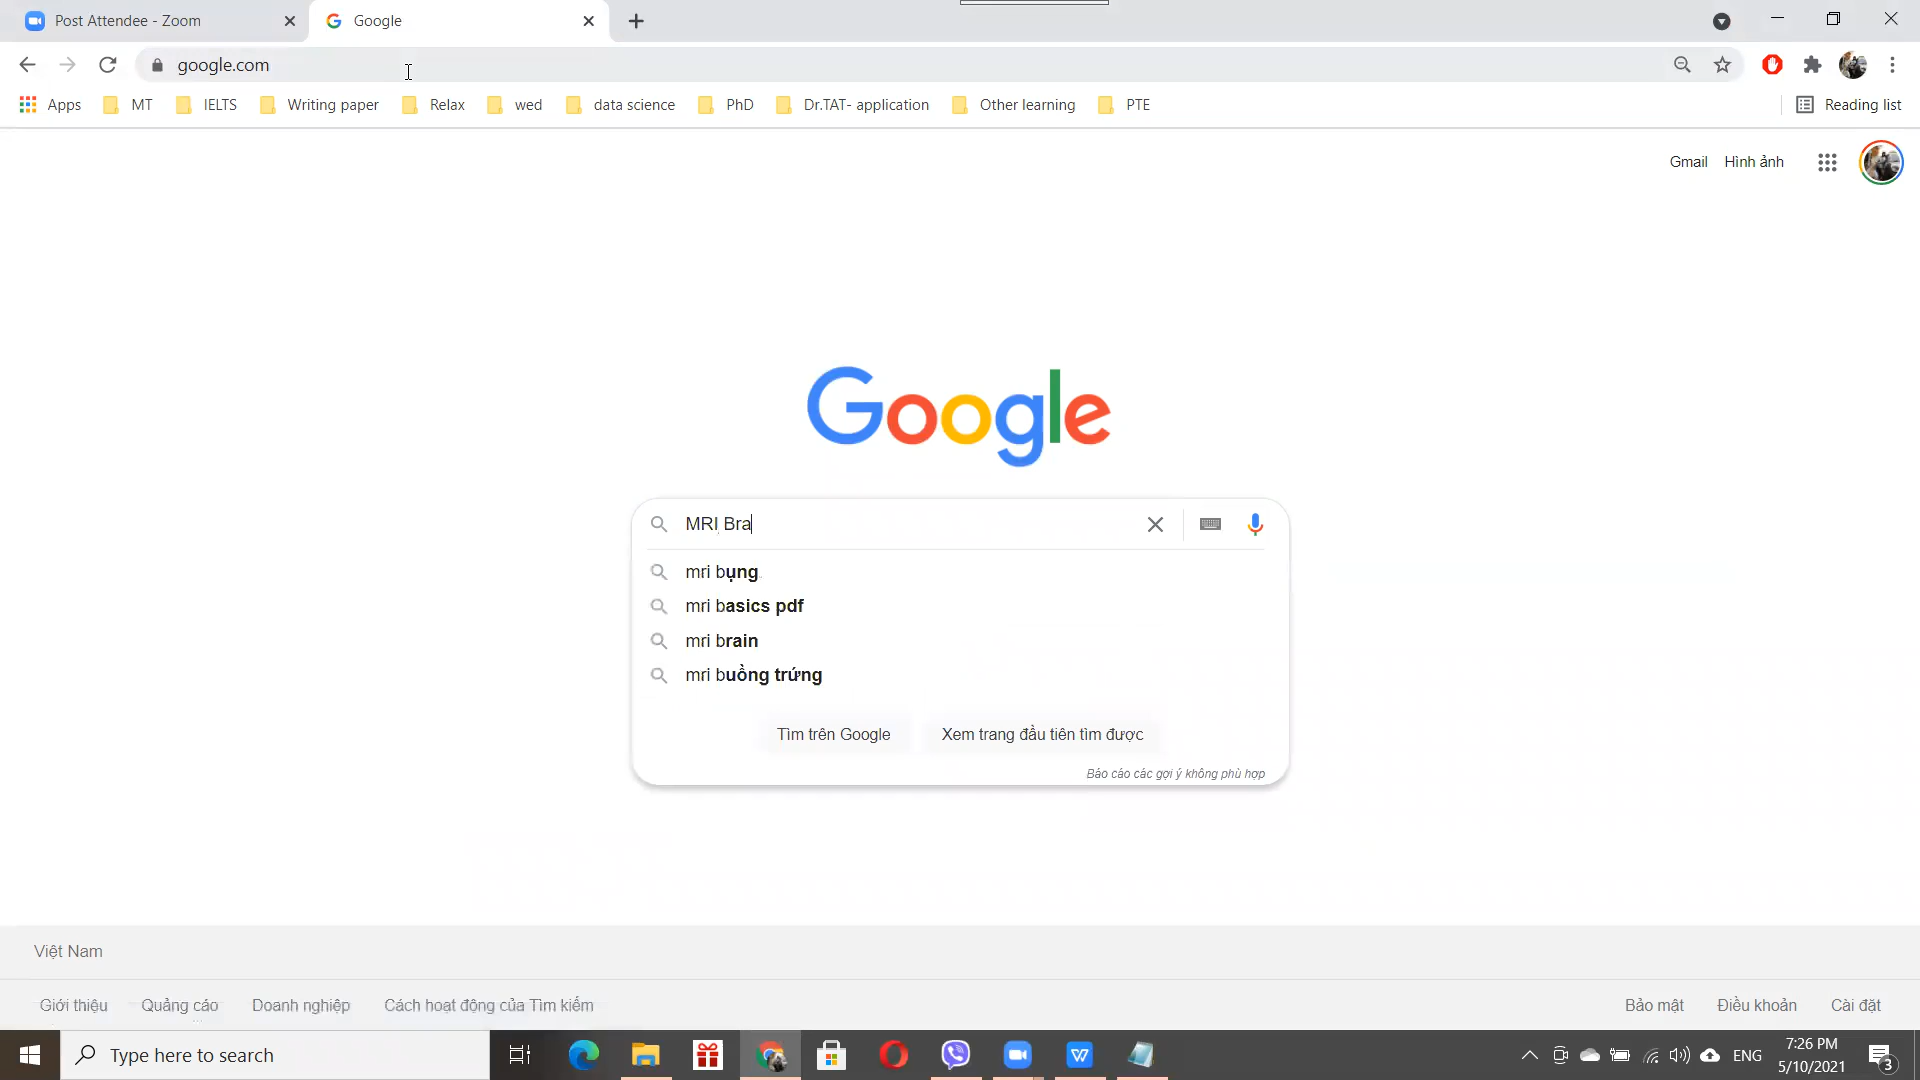 Post Attendee - Zoom
Google
google.com
Apps
MT
IELTS
Writing paper
Relax
wed
data science
PhD
Dr.TAT- application
Other learning
PTE
Reading list
Gmail
Hình ảnh
Google
MRI Bra
mri bụng
mri basics pdf
mri brain
mri buồng trứng
Tìm trên Google
Xem trang đầu tiên tìm được
Báo cáo các gợi ý không phù hợp
Việt Nam
Giới thiệu
Quảng cáo
Doanh nghiệp
Cách hoạt động của Tìm kiếm
Bảo mật
Điều khoản
Cài đặt
Type here to search
W
ENG
7:26 PM
5/10/2021
3